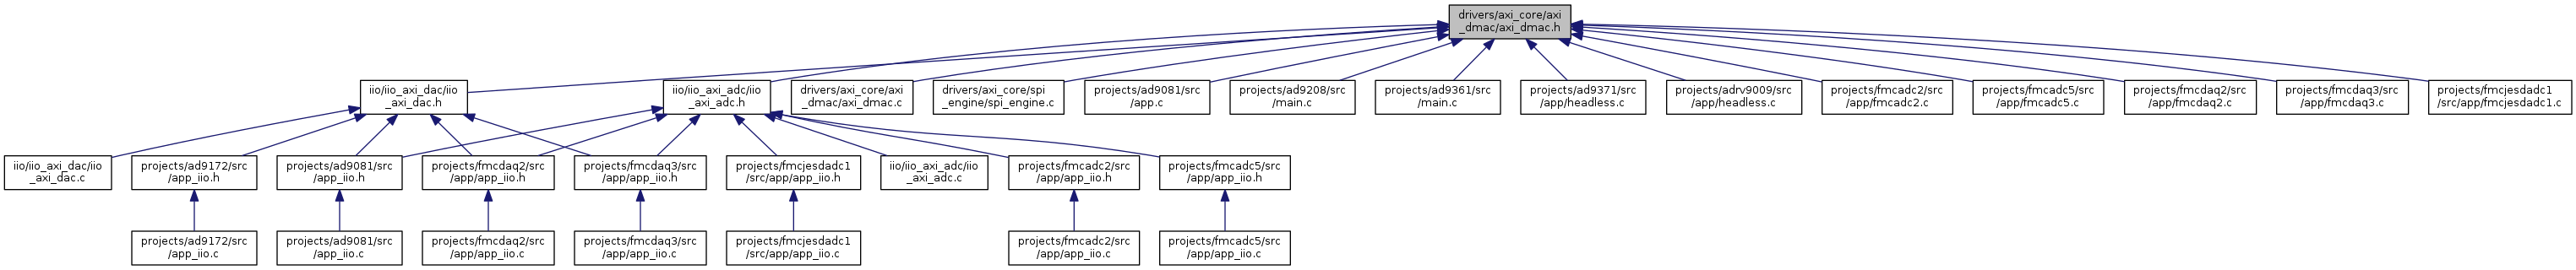 drivers/axi_core/axi
_dmac/axi_dmac.h
iio/iio_axi_dac/iio
_axi_dac.h
iio/iio_axi_adc/iio
_axi_adc.h
drivers/axi_core/axi
_dmac/axi_dmac.c
drivers/axi_core/spi
_engine/spi_engine.c
projects/ad9081/src
/app.c
projects/ad9208/src
/main.c
projects/ad9361/src
/main.c
projects/ad9371/src
/app/headless.c
projects/adrv9009/src
/app/headless.c
projects/fmcadc2/src
/app/fmcadc2.c
projects/fmcadc5/src
/app/fmcadc5.c
projects/fmcdaq2/src
/app/fmcdaq2.c
projects/fmcdaq3/src
/app/fmcdaq3.c
projects/fmcjesdadc1
/src/app/fmcjesdadc1.c
iio/iio_axi_dac/iio
_axi_dac.c
projects/ad9172/src
/app_iio.h
projects/ad9081/src
/app_iio.h
projects/fmcdaq2/src
/app/app_iio.h
projects/fmcdaq3/src
/app/app_iio.h
projects/fmcjesdadc1
/src/app/app_iio.h
iio/iio_axi_adc/iio
_axi_adc.c
projects/fmcadc2/src
/app/app_iio.h
projects/fmcadc5/src
/app/app_iio.h
projects/ad9172/src
/app_iio.c
projects/ad9081/src
/app_iio.c
projects/fmcdaq2/src
/app/app_iio.c
projects/fmcdaq3/src
/app/app_iio.c
projects/fmcjesdadc1
/src/app/app_iio.c
projects/fmcadc2/src
/app/app_iio.c
projects/fmcadc5/src
/app/app_iio.c